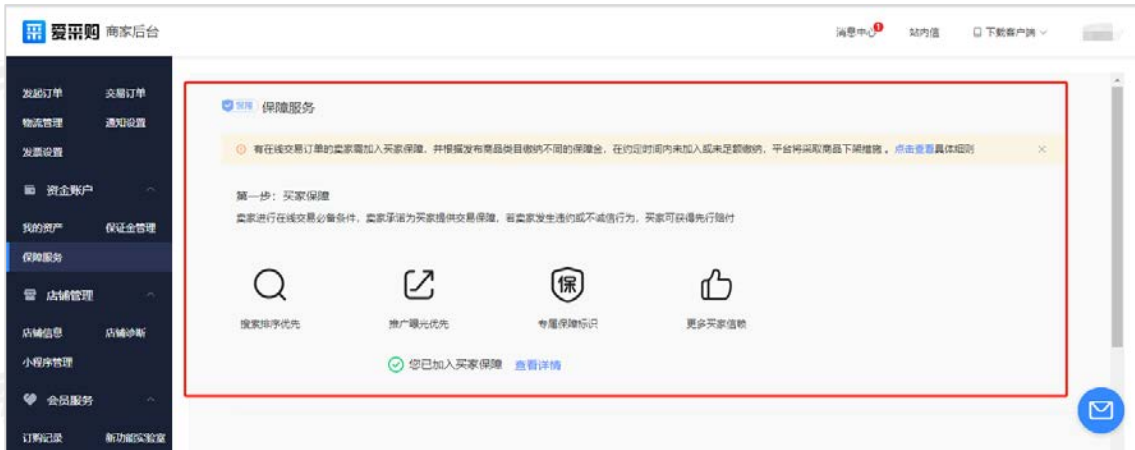 采 爱采购 商家后台
消息中心 1 站内信 下载客户端
发起订单 交易订单
物流管理 通知设置
发票设置
资金账户
我的资产 保证金管理
保障服务
店铺管理
店铺信息 店铺诊断
小程序管理
会员服务
订购记录 新功能实验室
保障 保障服务
有在线交易订单的卖家需加入买家保障，并根据发布商品类目缴纳不同的保障金，在约定时间内未加入或未足额缴纳，平台将采取商品下架措施。点击查看具体细则
第一步：买家保障
卖家进行在线交易必备条件，卖家承诺为买家提供交易保障，若卖家发生违约或不诚信行为，买家可获得先行赔付
保
搜索排序优先 推广曝光优先 专属保障标识 更多买家信赖
您已加入买家保障 查看详情